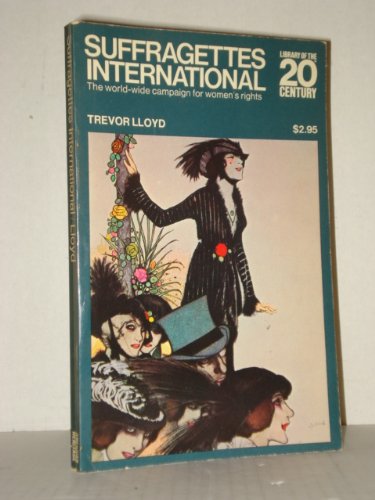 SUFFRAGETTES
INTERNATIONAL
The world-wide campaign for women's rights
LIBRARY OF THE
20
CENTURY
TREVOR LLOYD
$2.95
Suffragettes International/Lloyd